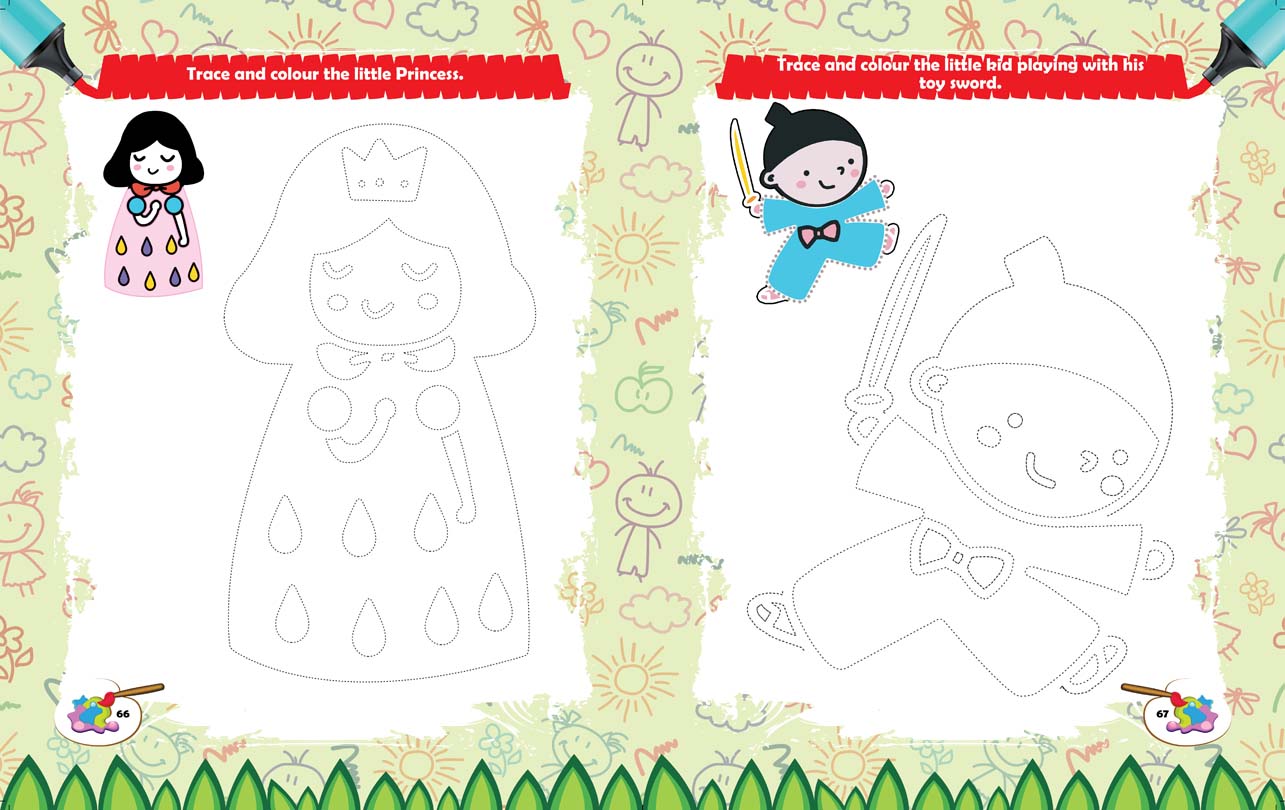 Trace and colour the little Princess.
66
Trace and colour the little kid playing with his
toy sword.
67